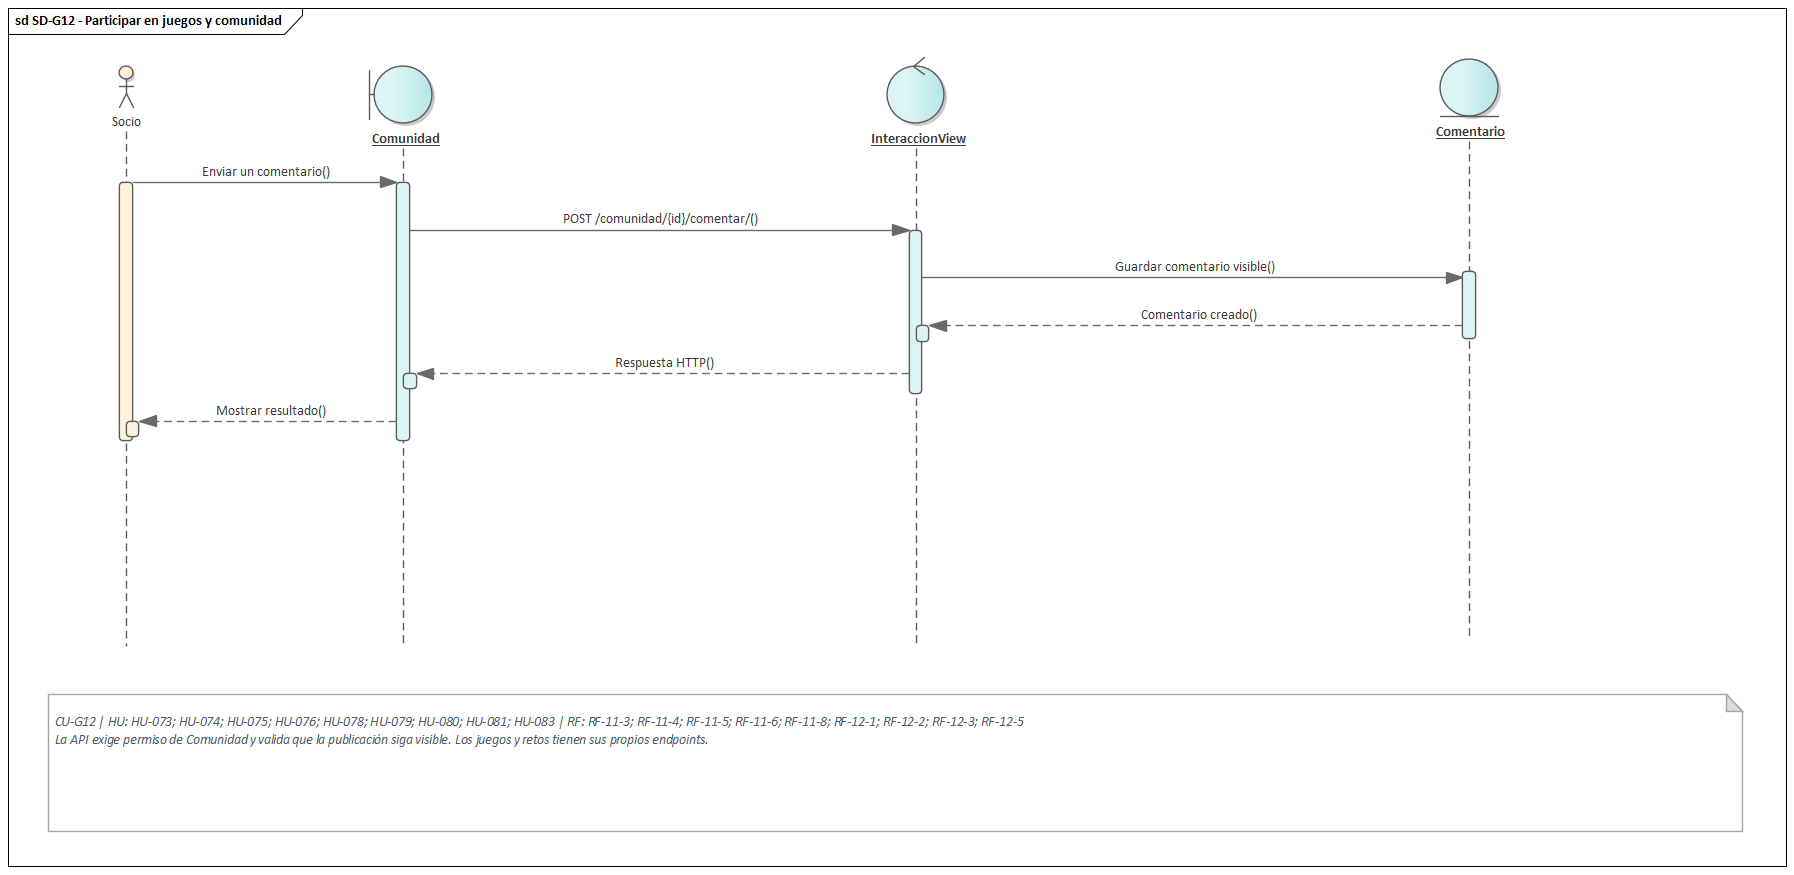 sd SD-G12 - Participar en juegos y comunidad
Socio
Comunidad
InteraccionView
Comentario
Enviar un comentario()
POST /comunidad/{id}/comentar/()
Guardar comentario visible()
Comentario creado()
Respuesta HTTP()
Mostrar resultado()
CU-G12 | HU: HU-073; HU-074; HU-075; HU-076; HU-078; HU-079; HU-080; HU-081; HU-083 | RF: RF-11-3; RF-11-4; RF-11-5; RF-11-6; RF-11-8; RF-12-1; RF-12-2; RF-12-3; RF-12-5
La API exige permiso de Comunidad y valida que la publicación siga visible. Los juegos y retos tienen sus propios endpoints.